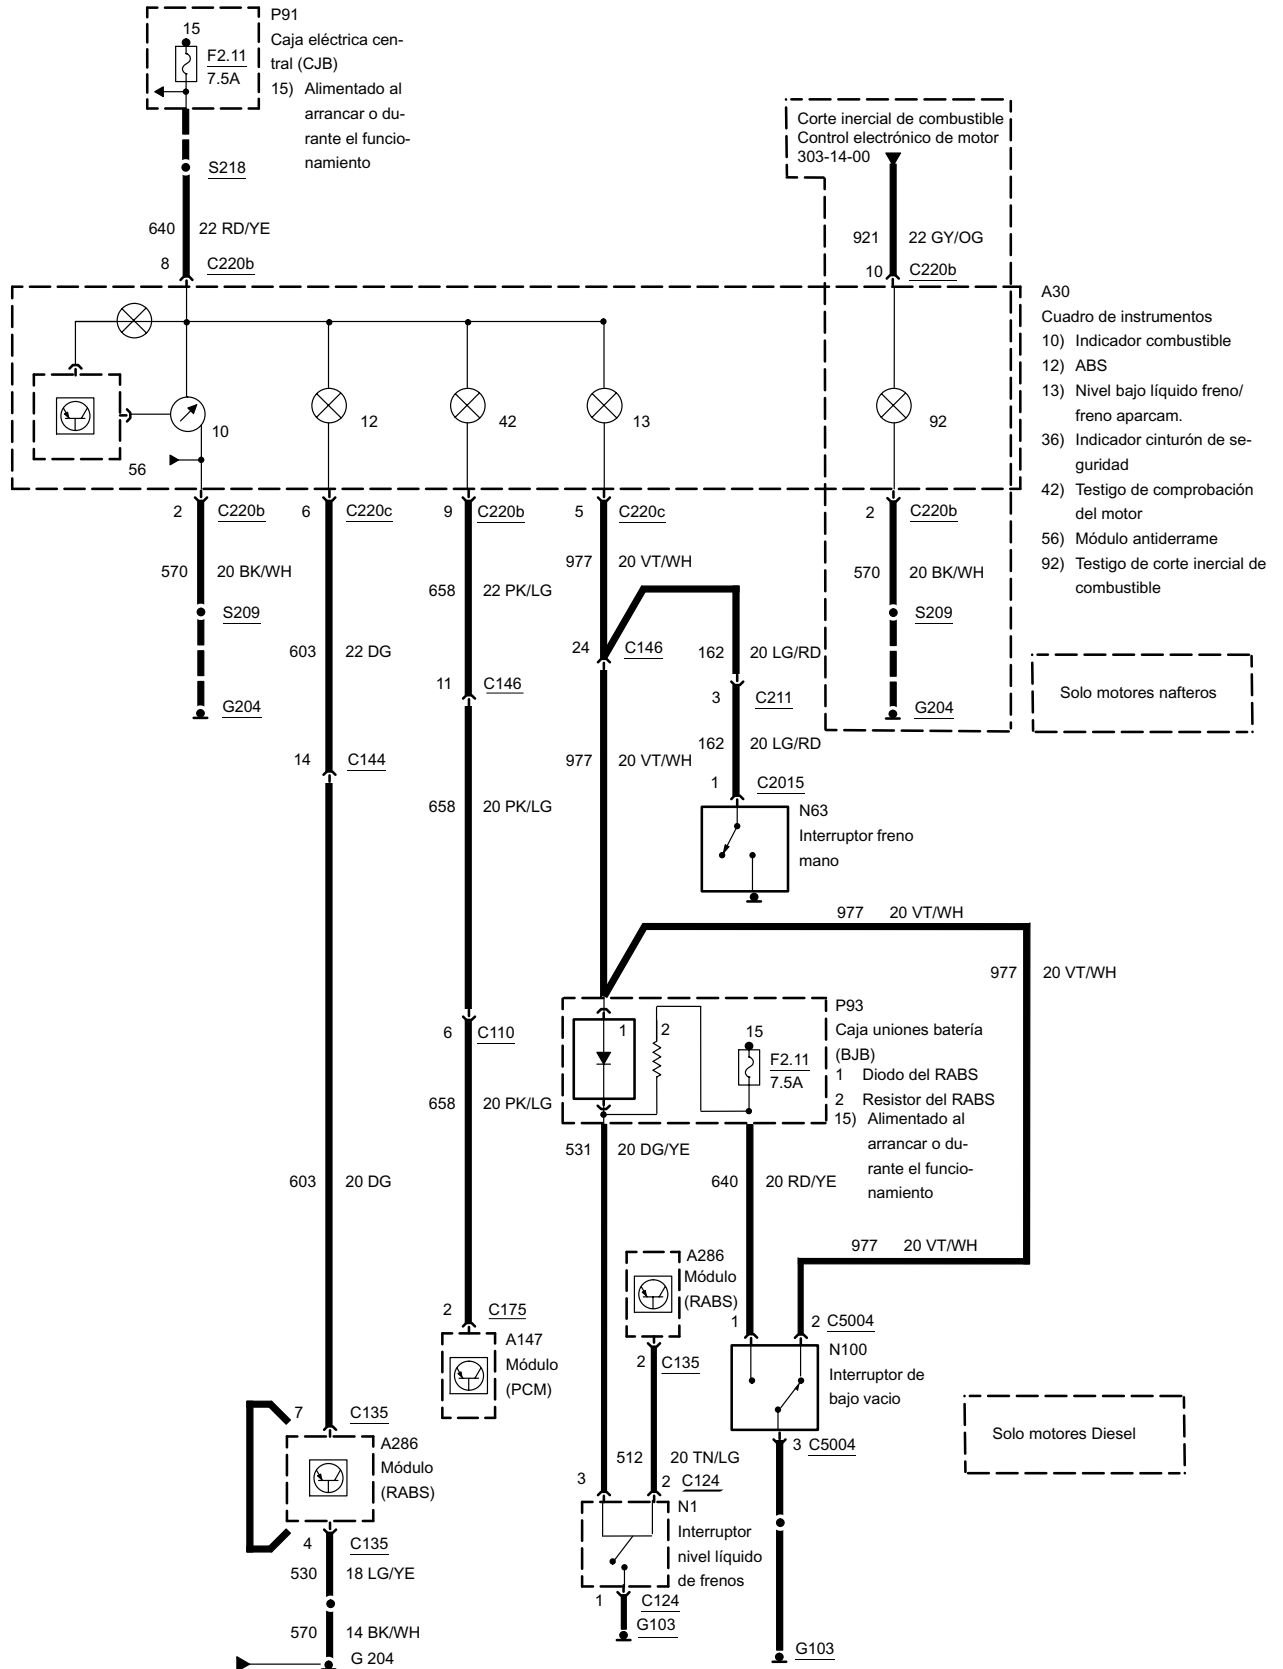 P91
Caja eléctrica cen-
tral (CJB)
15) Alimentado al
arrancar o du-
rante el funcio-
namiento
15
F2.11
7.5A
S218
640 22 RD/YE
8 C220b
Corte inercial de combustible
Control electrónico de motor
303-14-00
921 22 GY/OG
10 C220b
A30
Cuadro de instrumentos
10) Indicador combustible
12) ABS
13) Nivel bajo líquido freno/
freno aparcam.
36) Indicador cinturón de se-
guridad
42) Testigo de comprobación
del motor
56) Módulo antiderrame
92) Testigo de corte inercial de
combustible
10
12
42
13
92
56
2 C220b
6 C220c
9 C220b
5 C220c
2 C220b
570 20 BK/WH
977 20 VT/WH
658 22 PK/LG
570 20 BK/WH
S209
S209
603 22 DG
24 C146
162 20 LG/RD
11 C146
3 C211
G204
G204
Solo motores nafteros
14 C144
977 20 VT/WH
162 20 LG/RD
1 C2015
658 20 PK/LG
N63
Interruptor freno
mano
977 20 VT/WH
977 20 VT/WH
P93
Caja uniones batería
(BJB)
1 Diodo del RABS
2 Resistor del RABS
15) Alimentado al
arrancar o du-
rante el funcio-
namiento
1
2
15
F2.11
7.5A
6 C110
658 20 PK/LG
531 20 DG/YE
603 20 DG
640 20 RD/YE
977 20 VT/WH
A286
Módulo
(RABS)
2 C175
A147
Módulo
(PCM)
1
2 C5004
N100
Interruptor de
bajo vacio
2 C135
7 C135
A286
Módulo
(RABS)
Solo motores Diesel
3 C5004
512 20 TN/LG
3
2 C124
N1
Interruptor
nivel líquido
de frenos
4 C135
530 18 LG/YE
1 C124
G103
570 14 BK/WH
G 204
G103